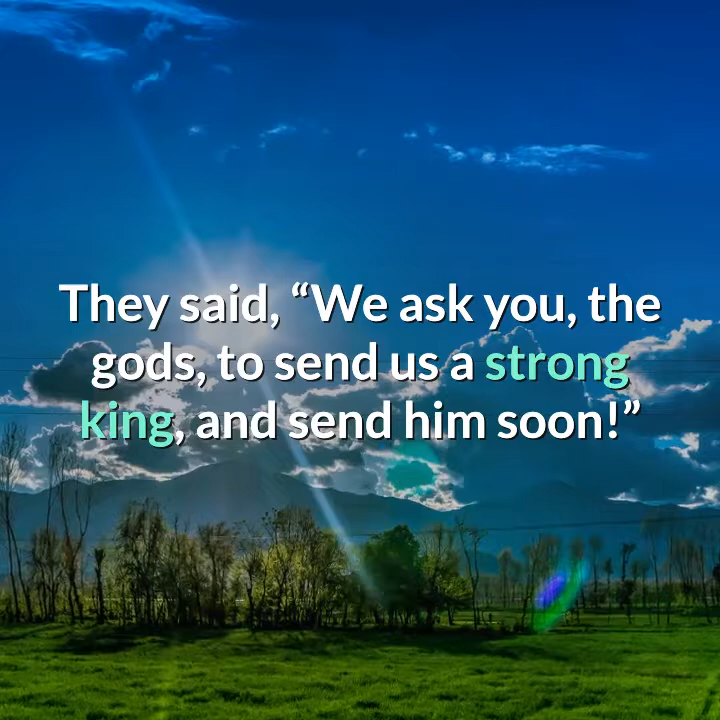 They said, “We ask you, the
gods, to send us a strong
king, and send him soon!”